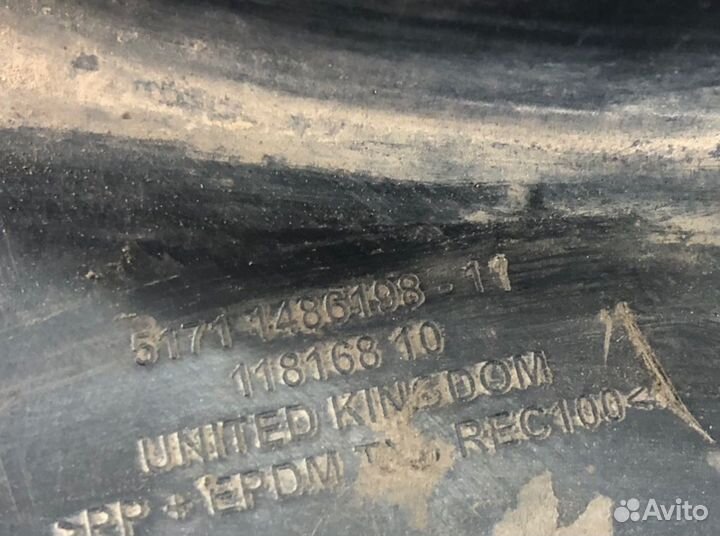 5171 1486198 - 11
118168 10
UNITED KINGDOM
>PP + EPDM REC100<
Avito